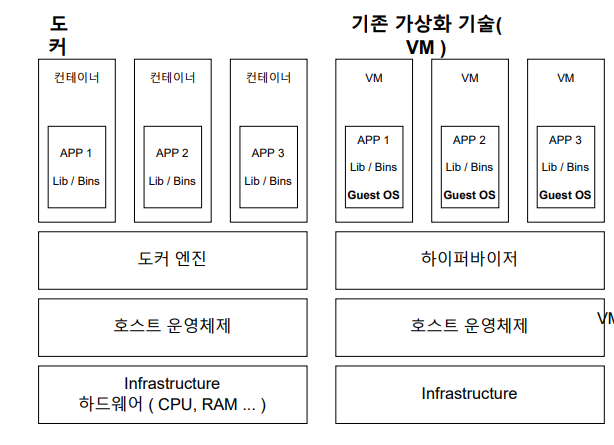 도
커
컨테이너
컨테이너
컨테이너
APP 1
Lib / Bins
APP 2
Lib / Bins
APP 3
Lib / Bins
도커 엔진
호스트 운영체제
Infrastructure
하드웨어 ( CPU, RAM ... )
기존 가상화 기술(
VM )
VM
VM
VM
APP 1
Lib / Bins
Guest OS
APP 2
Lib / Bins
Guest OS
APP 3
Lib / Bins
Guest OS
하이퍼바이저
호스트 운영체제
Infrastructure